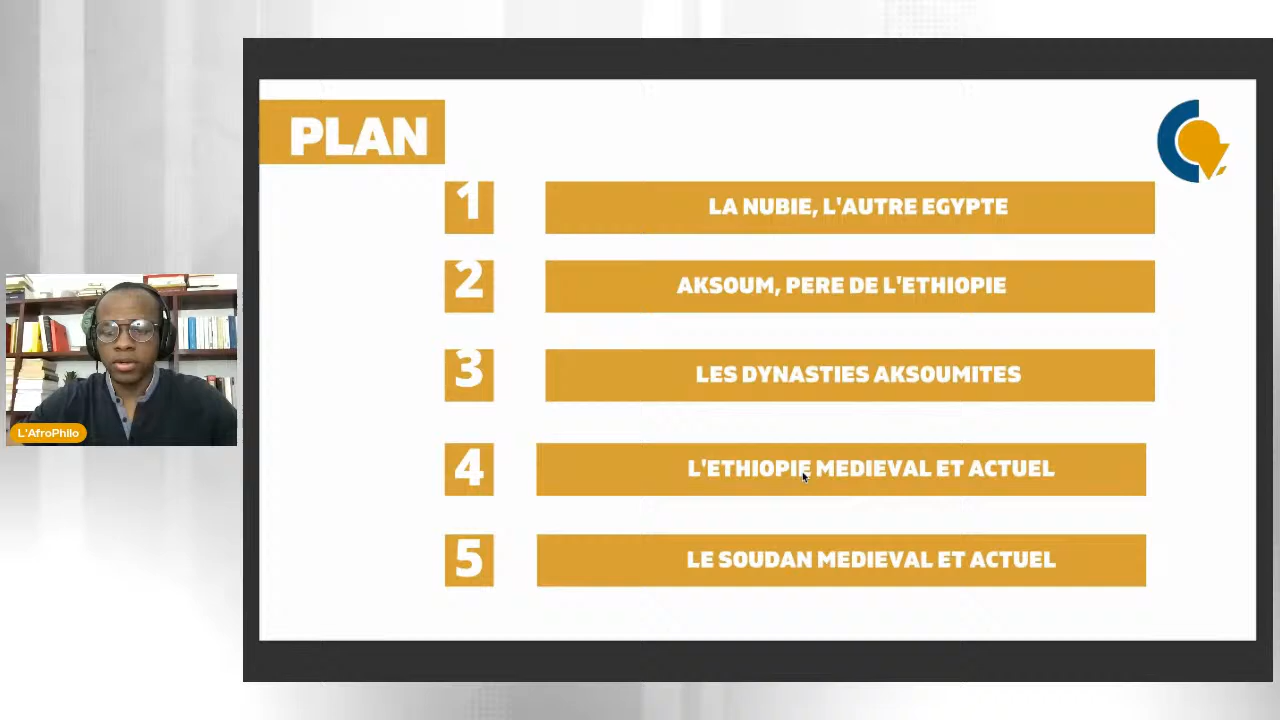 PLAN
1
LA NUBIE, L'AUTRE EGYPTE
2
AKSOUM, PERE DE L'ETHIOPIE
3
LES DYNASTIES AKSOUMITES
4
L'ETHIOPIE MEDIEVAL ET ACTUEL
5
LE SOUDAN MEDIEVAL ET ACTUEL
L'AfroPhilo